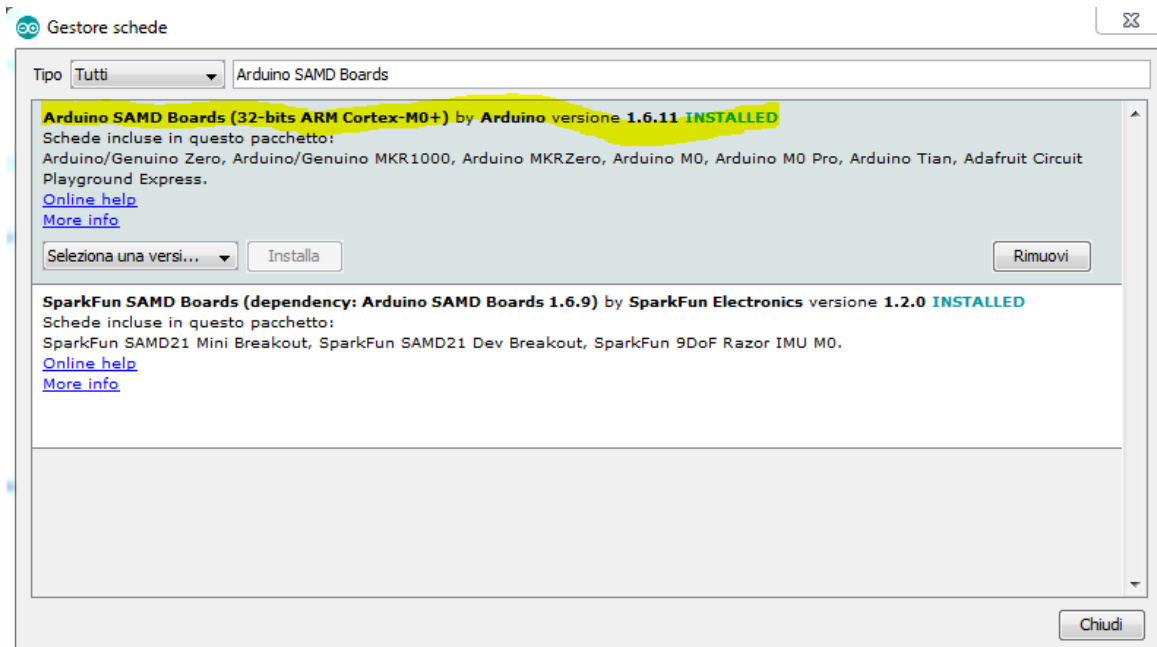 Gestore schede
Tipo Tutti Arduino SAMD Boards
Arduino SAMD Boards (32-bits ARM Cortex-M0+) by Arduino versione 1.6.11 INSTALLED
Schede incluse in questo pacchetto:
Arduino/Genuino Zero, Arduino/Genuino MKR1000, Arduino MKRZero, Arduino M0, Arduino M0 Pro, Arduino Tian, Adafruit Circuit
Playground Express.
Online help
More info
Seleziona una versi... Installa Rimuovi
SparkFun SAMD Boards (dependency: Arduino SAMD Boards 1.6.9) by SparkFun Electronics versione 1.2.0 INSTALLED
Schede incluse in questo pacchetto:
SparkFun SAMD21 Mini Breakout, SparkFun SAMD21 Dev Breakout, SparkFun 9DoF Razor IMU M0.
Online help
More info
Chiudi